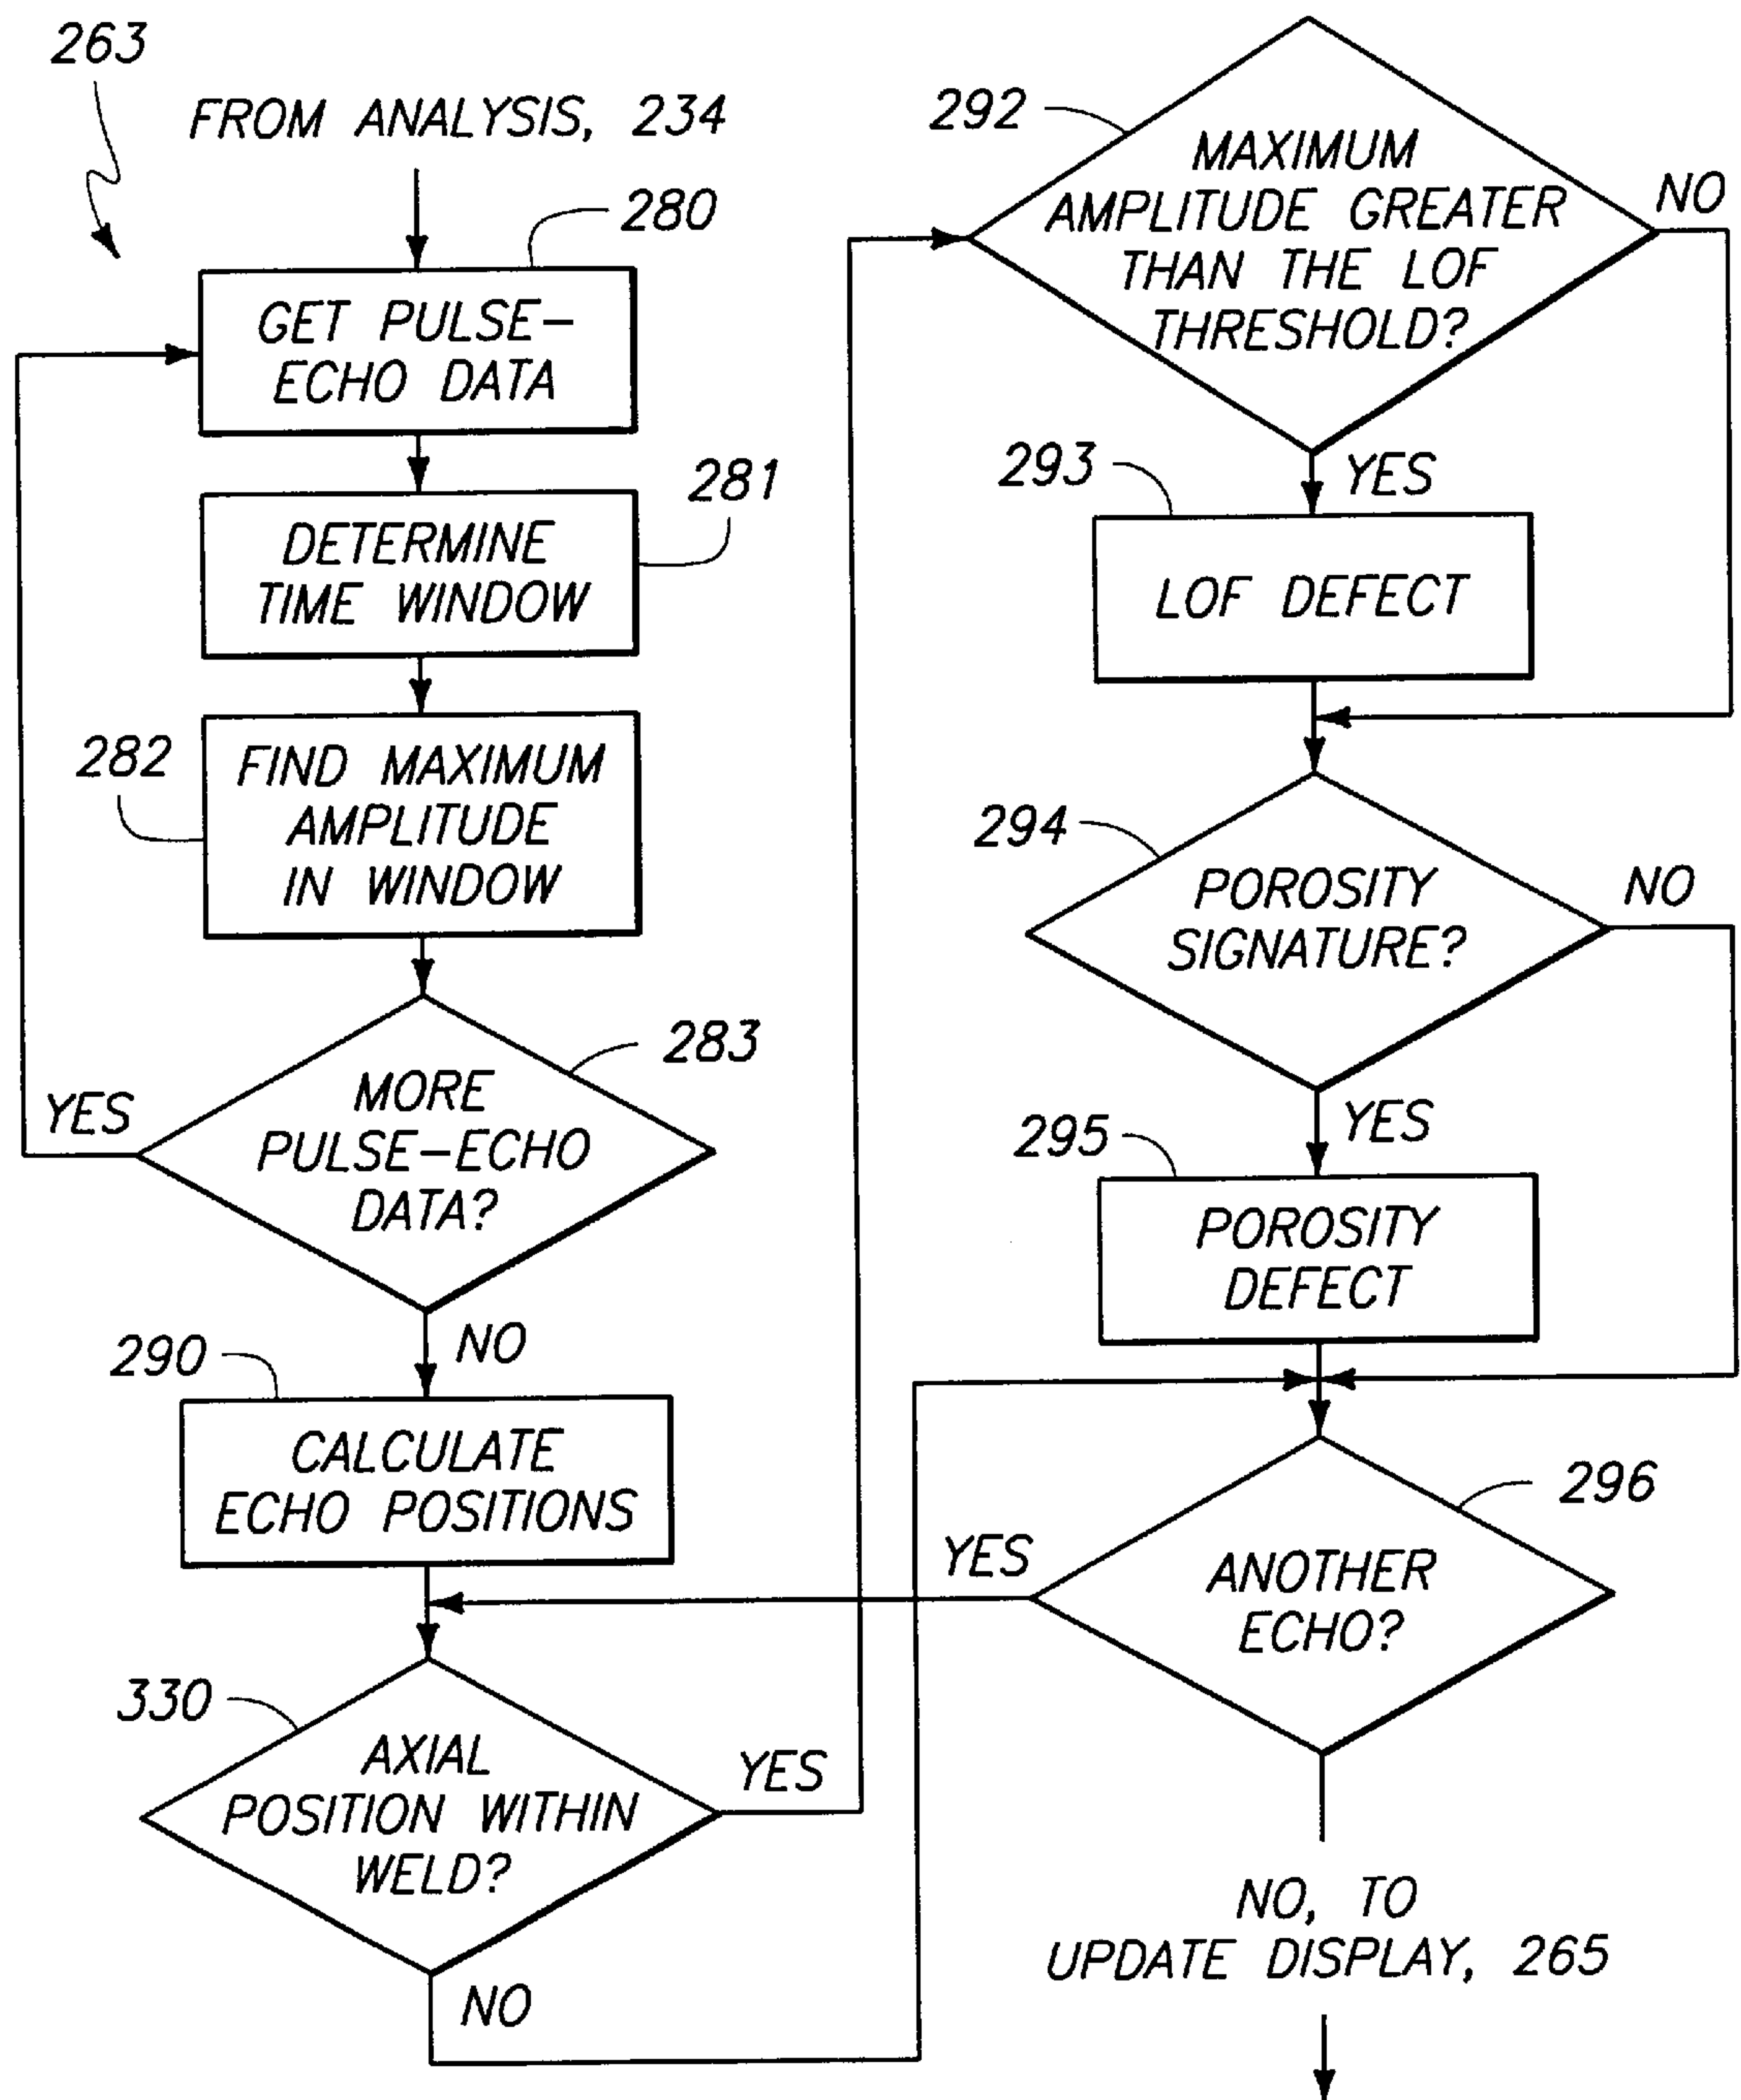 263
FROM ANALYSIS, 234
280
GET PULSE-
ECHO DATA
281
DETERMINE
TIME WINDOW
282
FIND MAXIMUM
AMPLITUDE
IN WINDOW
283
MORE
PULSE-ECHO
DATA?
YES
NO
290
CALCULATE
ECHO POSITIONS
330
AXIAL
POSITION WITHIN
WELD?
YES
NO
292
MAXIMUM
AMPLITUDE GREATER
THAN THE LOF
THRESHOLD?
NO
YES
293
LOF DEFECT
294
POROSITY
SIGNATURE?
NO
YES
295
POROSITY
DEFECT
296
ANOTHER
ECHO?
YES
NO, TO
UPDATE DISPLAY, 265